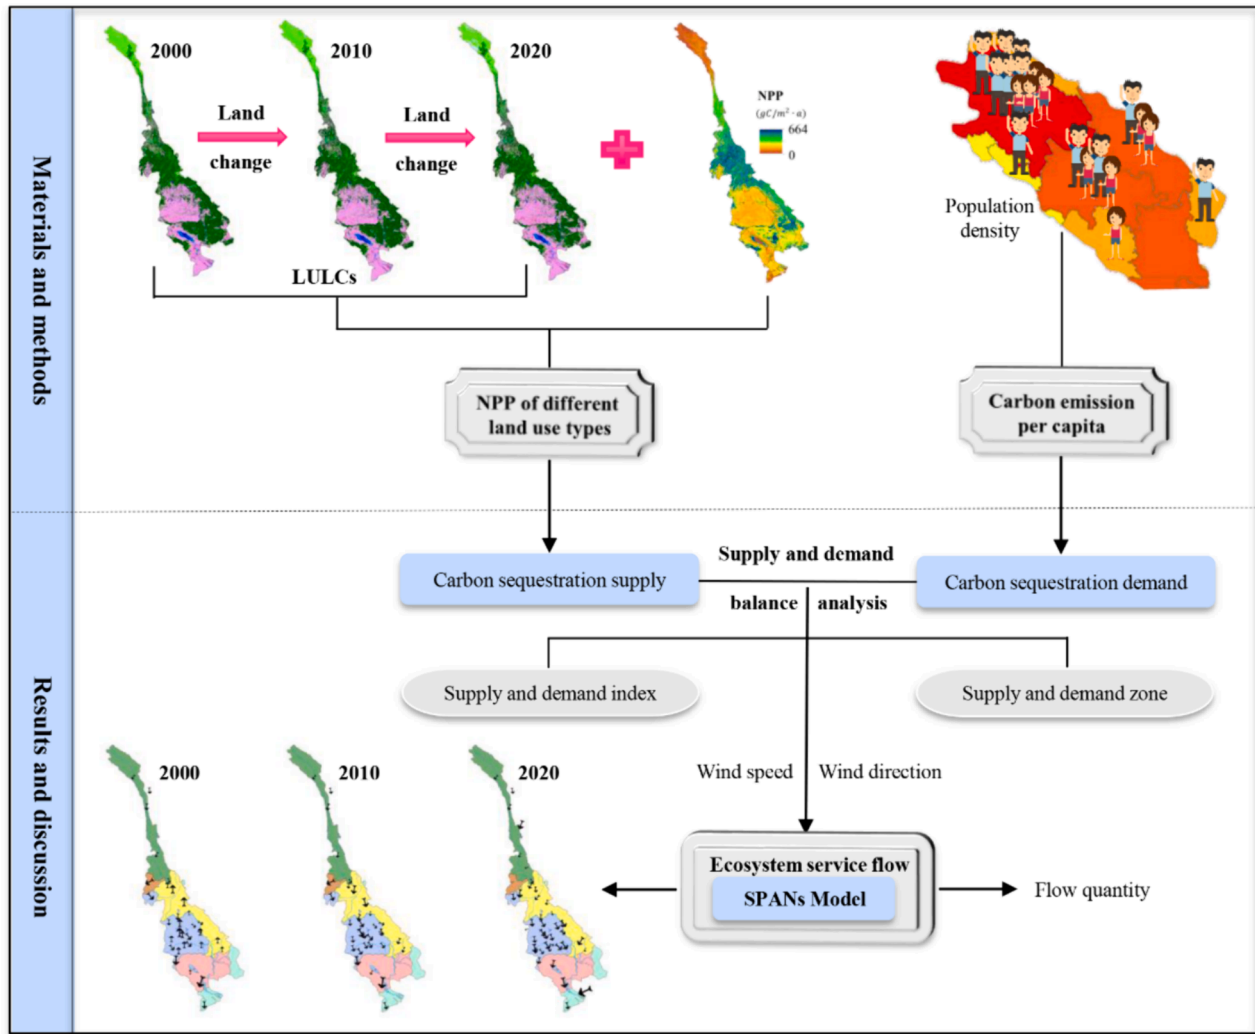 Materials and methods
2000
2010
2020
Land
change
Land
change
NPP
(gC/m²·a)
664
0
Population
density
LULCs
NPP of different
land use types
Carbon emission
per capita
Results and discussion
Supply and demand
Carbon sequestration supply
Carbon sequestration demand
balance analysis
Supply and demand index
Supply and demand zone
2000
2010
2020
Wind speed
Wind direction
Ecosystem service flow
SPANs Model
Flow quantity